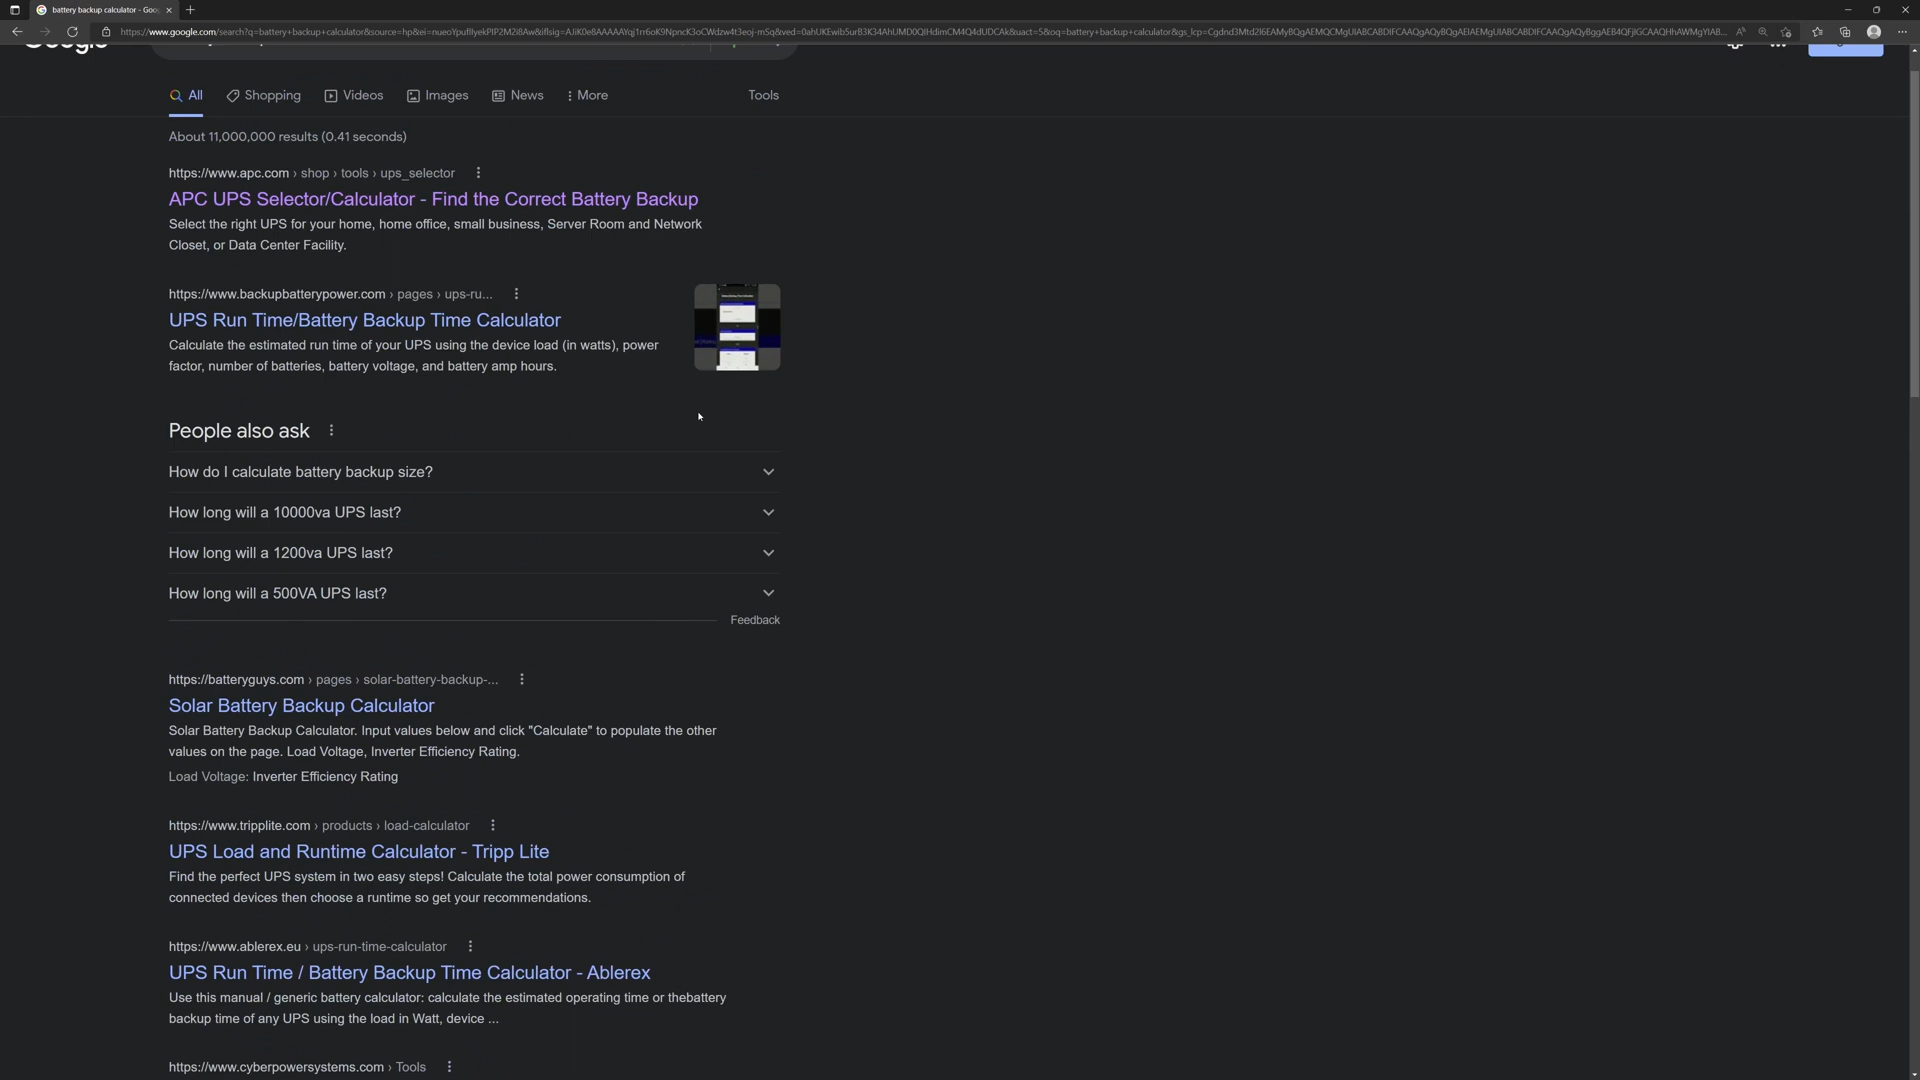 battery backup calculator - Goo
https://www.google.com/search?q=battery+backup+calculator&source=hp&ei=
Google
All
Shopping
Videos
Images
News
More
Tools
About 11,000,000 results (0.41 seconds)
https://www.apc.com › shop › tools › ups_selector
APC UPS Selector/Calculator - Find the Correct Battery Backup
Select the right UPS for your home, home office, small business, Server Room and Network
Closet, or Data Center Facility.
https://www.backupbatterypower.com › pages › ups-ru...
UPS Run Time/Battery Backup Time Calculator
Calculate the estimated run time of your UPS using the device load (in watts), power
factor, number of batteries, battery voltage, and battery amp hours.
People also ask
How do I calculate battery backup size?
How long will a 10000va UPS last?
How long will a 1200va UPS last?
How long will a 500VA UPS last?
Feedback
https://batteryguys.com › pages › solar-battery-backup-...
Solar Battery Backup Calculator
Solar Battery Backup Calculator. Input values below and click "Calculate" to populate the other
values on the page. Load Voltage, Inverter Efficiency Rating.
Load Voltage: Inverter Efficiency Rating
https://www.tripplite.com › products › load-calculator
UPS Load and Runtime Calculator - Tripp Lite
Find the perfect UPS system in two easy steps! Calculate the total power consumption of
connected devices then choose a runtime so get your recommendations.
https://www.ablerex.eu › ups-run-time-calculator
UPS Run Time / Battery Backup Time Calculator - Ablerex
Use this manual / generic battery calculator: calculate the estimated operating time or thebattery
backup time of any UPS using the load in Watt, device ...
https://www.cyberpowersystems.com › Tools